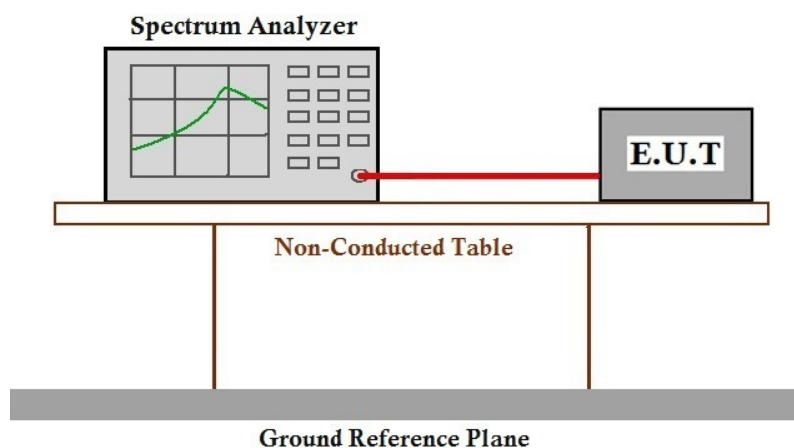 Spectrum Analyzer
E.U.T
Non-Conducted Table
Ground Reference Plane